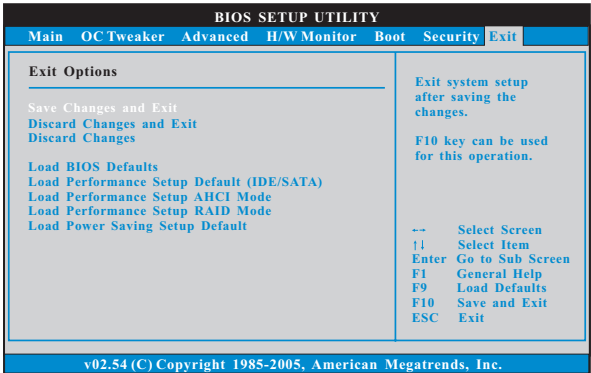 BIOS SETUP UTILITY
Main OC Tweaker Advanced H/W Monitor Boot Security Exit
Exit Options
Save Changes and Exit
Discard Changes and Exit
Discard Changes
Load BIOS Defaults
Load Performance Setup Default (IDE/SATA)
Load Performance Setup AHCI Mode
Load Performance Setup RAID Mode
Load Power Saving Setup Default
Exit system setup
after saving the
changes.
F10 key can be used
for this operation.
←→ Select Screen
↑↓ Select Item
Enter Go to Sub Screen
F1 General Help
F9 Load Defaults
F10 Save and Exit
ESC Exit
v02.54 (C) Copyright 1985-2005, American Megatrends, Inc.